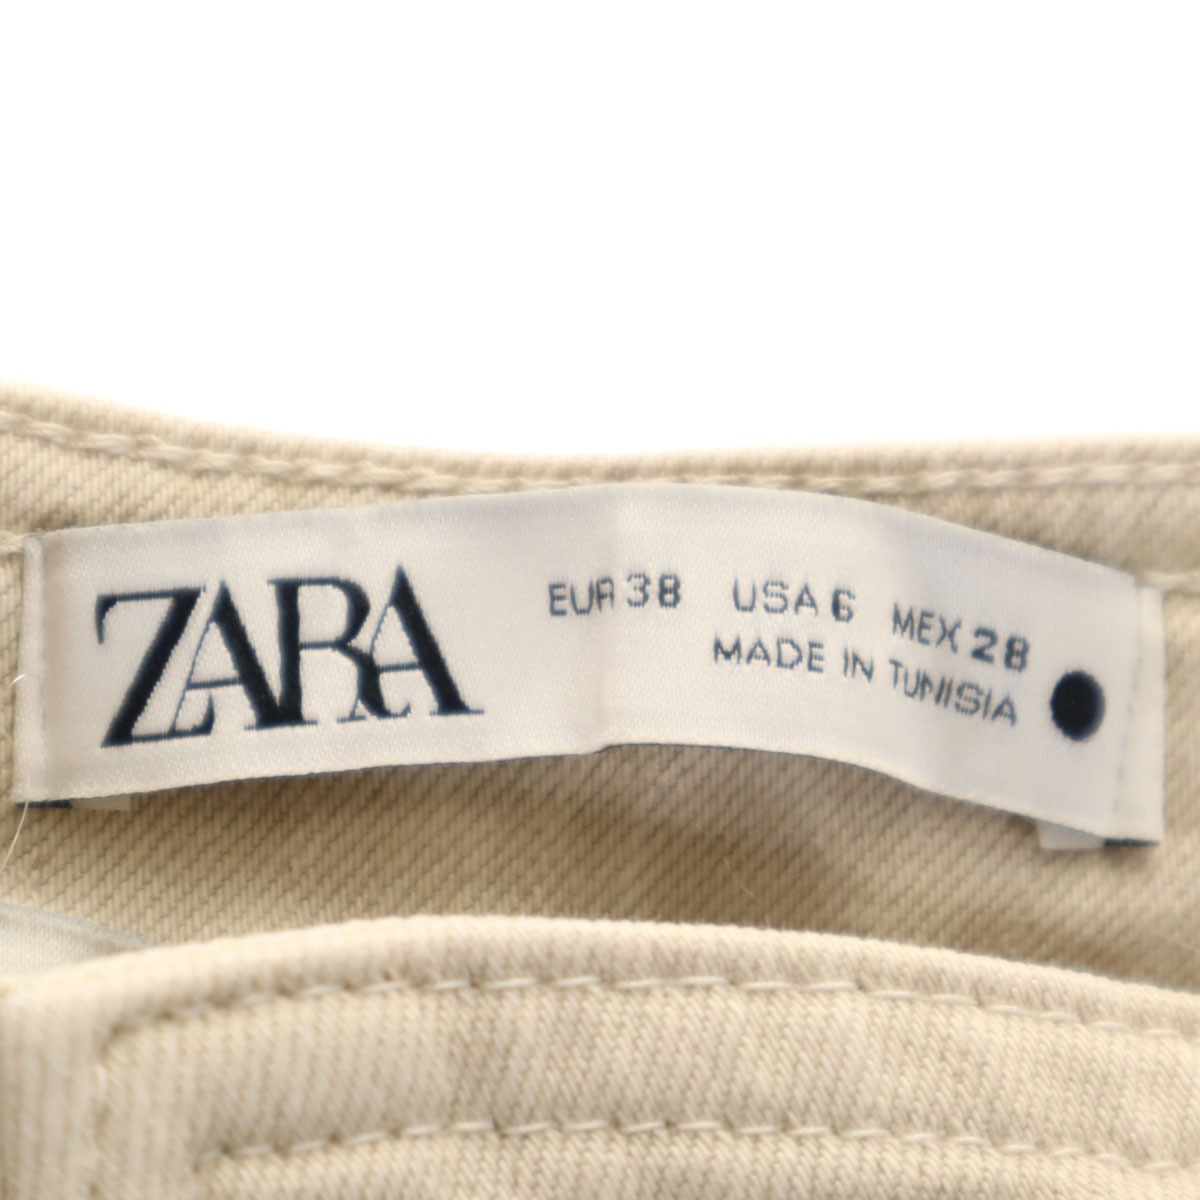 ZARA
EUR 38 USA 6 MEX 28
MADE IN TUNISIA